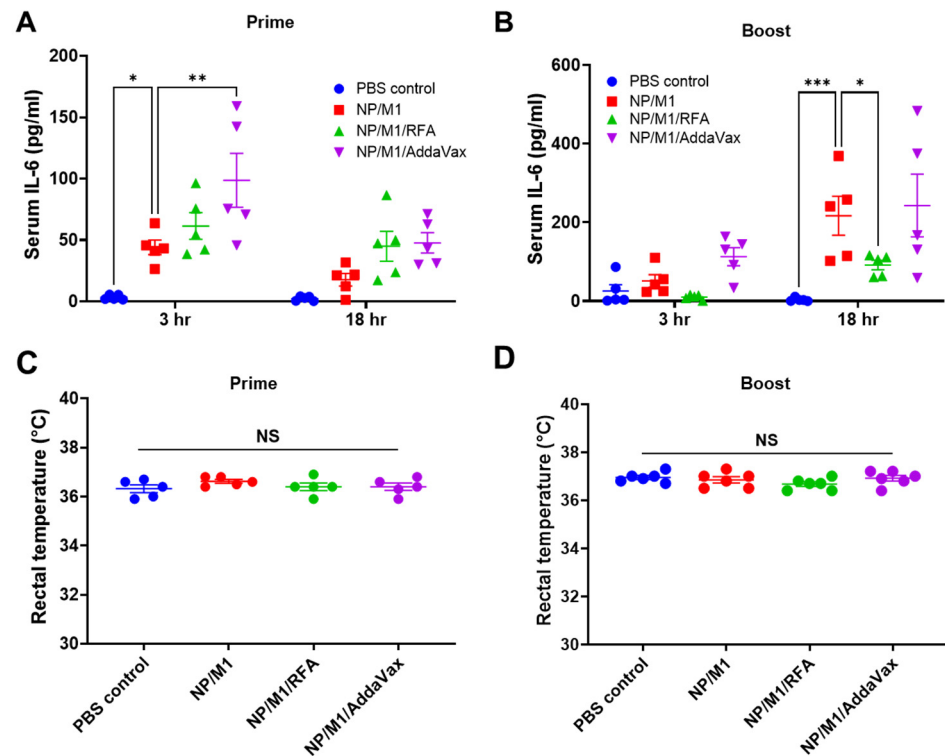 A
Prime
Serum IL-6 (pg/ml)
200
150
100
50
0
*
**
PBS control
NP/M1
NP/M1/RFA
NP/M1/AddaVax
3 hr
18 hr
B
Boost
Serum IL-6 (pg/ml)
600
400
200
0
PBS control
NP/M1
NP/M1/RFA
NP/M1/AddaVax
***
*
3 hr
18 hr
C
Prime
Rectal temperature (°C)
40
38
36
34
32
30
NS
PBS control
NP/M1
NP/M1/RFA
NP/M1/AddaVax
D
Boost
Rectal temperature (°C)
40
38
36
34
32
30
NS
PBS control
NP/M1
NP/M1/RFA
NP/M1/AddaVax